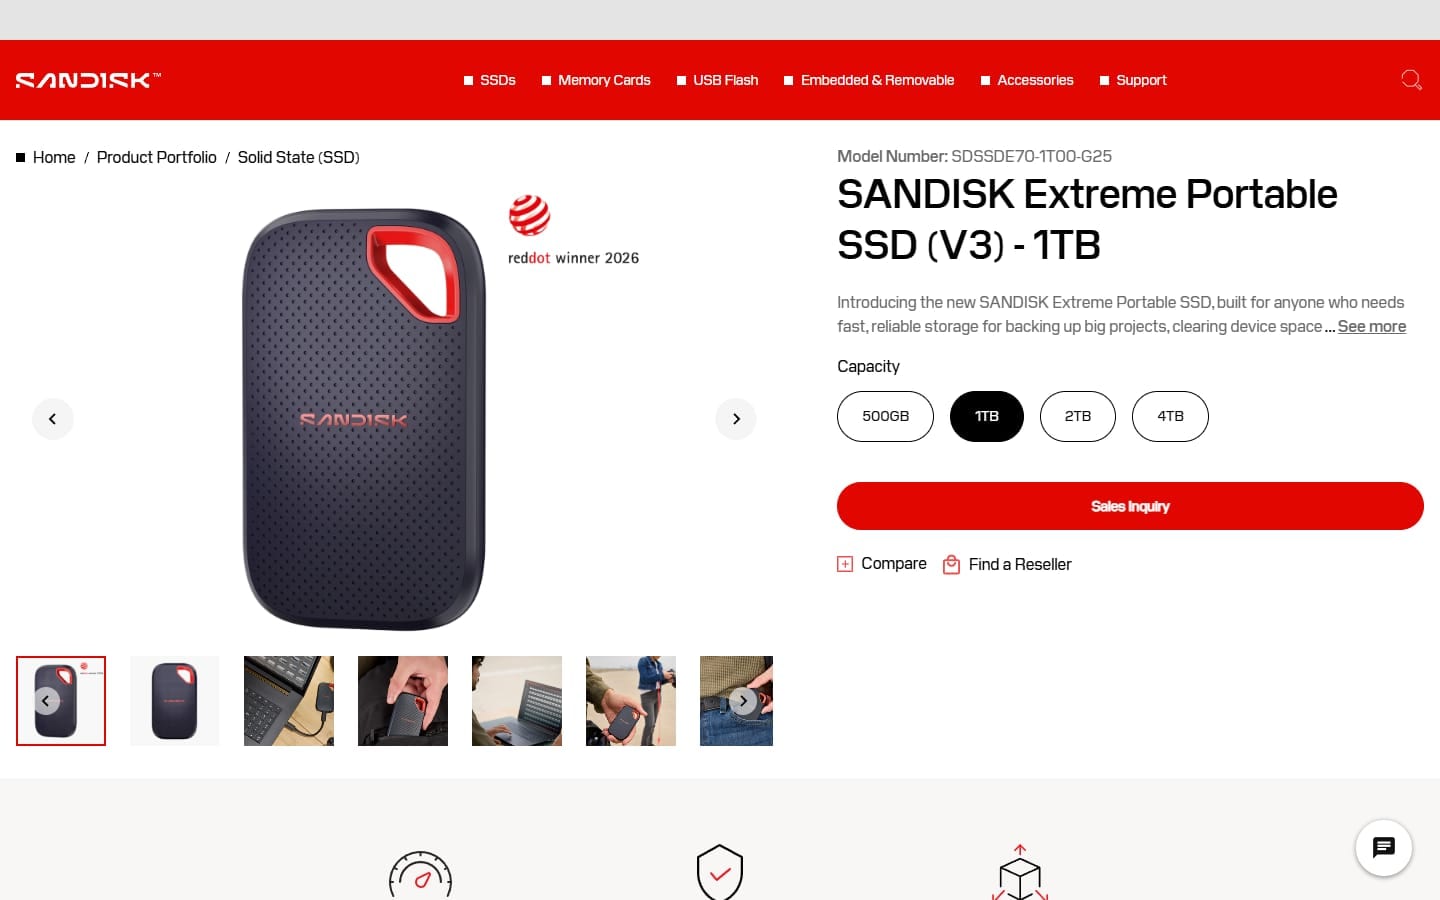 SANDISK™
SSDs
Memory Cards
USB Flash
Embedded & Removable
Accessories
Support
Home / Product Portfolio / Solid State (SSD)
reddot winner 2026
SANDISK
Model Number: SDSSDE70-1T00-G25
SANDISK Extreme Portable
SSD (V3) - 1TB
Introducing the new SANDISK Extreme Portable SSD, built for anyone who needs
fast, reliable storage for backing up big projects, clearing device space ... See more
Capacity
500GB
1TB
2TB
4TB
Sales Inquiry
Compare
Find a Reseller